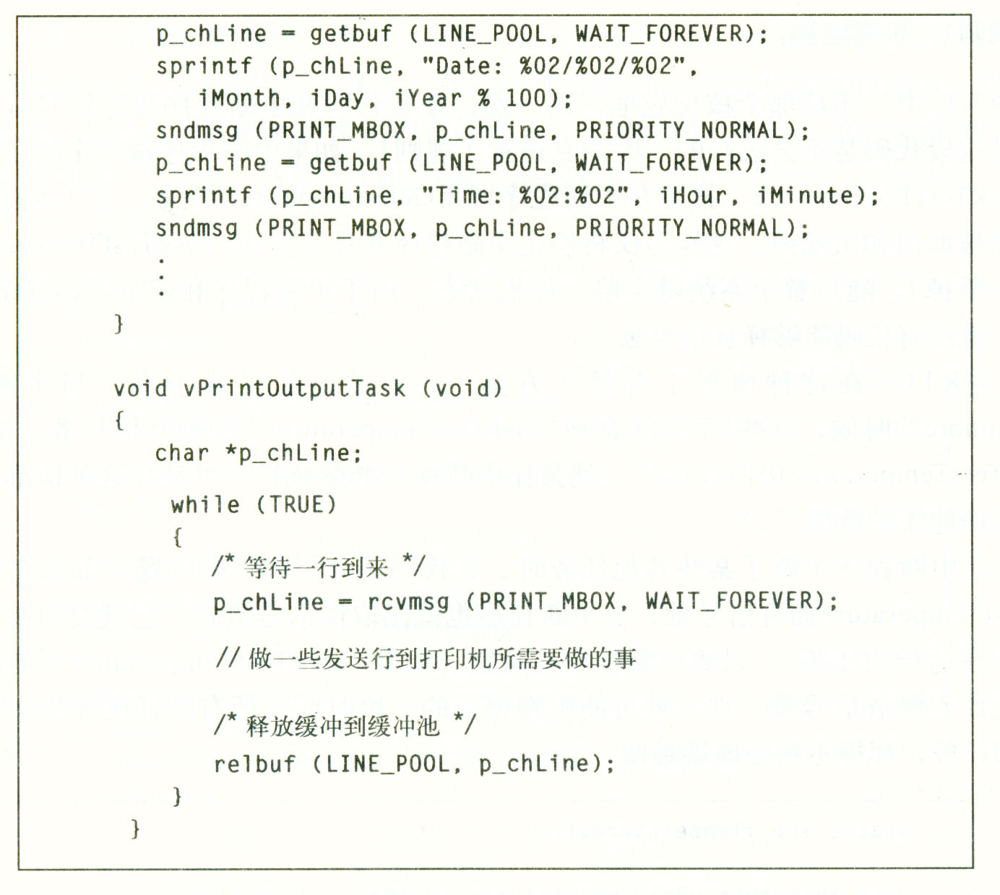 p_chLine = getbuf (LINE_POOL, WAIT_FOREVER);
sprintf (p_chLine, "Date: %02/%02/%02",
iMonth, iDay, iYear % 100);
sndmsg (PRINT_MBOX, p_chLine, PRIORITY_NORMAL);
p_chLine = getbuf (LINE_POOL, WAIT_FOREVER);
sprintf (p_chLine, "Time: %02:%02", iHour, iMinute);
sndmsg (PRINT_MBOX, p_chLine, PRIORITY_NORMAL);
.
.
.
}
void vPrintOutputTask (void)
{
char *p_chLine;
while (TRUE)
{
/* 等待一行到来 */
p_chLine = rcvmsg (PRINT_MBOX, WAIT_FOREVER);
// 做一些发送行到打印机所需要做的事
/* 释放缓冲到缓冲池 */
relbuf (LINE_POOL, p_chLine);
}
}